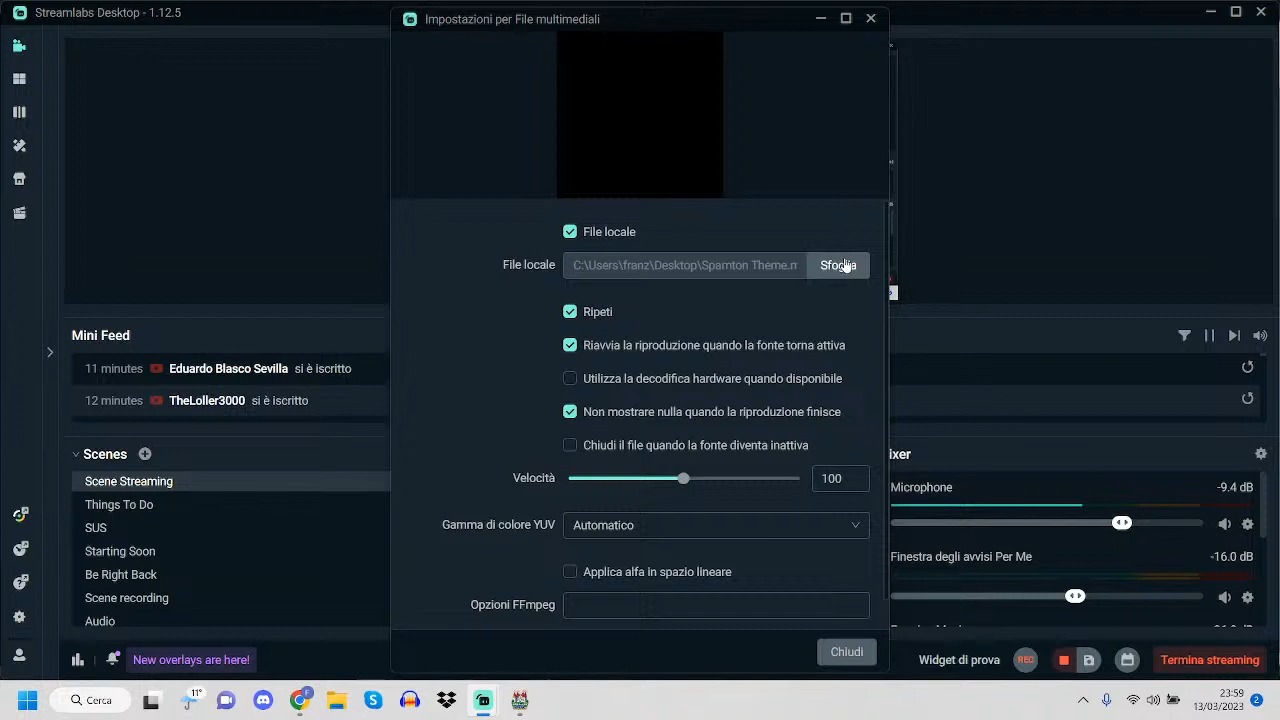 Streamlabs Desktop - 1.12.5
Impostazioni per File multimediali
File locale
File locale C:\Users\franz\Desktop\Spamton Theme.m Sfoglia
Ripeti
Riavvia la riproduzione quando la fonte torna attiva
Utilizza la decodifica hardware quando disponibile
Non mostrare nulla quando la riproduzione finisce
Chiudi il file quando la fonte diventa inattiva
Velocità 100
Gamma di colore YUV Automatico
Applica alfa in spazio lineare
Opzioni FFmpeg
Chiudi
Mini Feed
11 minutes Eduardo Blasco Sevilla si è iscritto
12 minutes TheLoller3000 si è iscritto
Scenes
Scene Streaming
Things To Do
SUS
Starting Soon
Be Right Back
Scene recording
Audio
ixer
Microphone -9.4 dB
Finestra degli avvisi Per Me -16.0 dB
New overlays are here!
Widget di prova REC Termina streaming
11° Cerca
23:59
13/03/2023 2